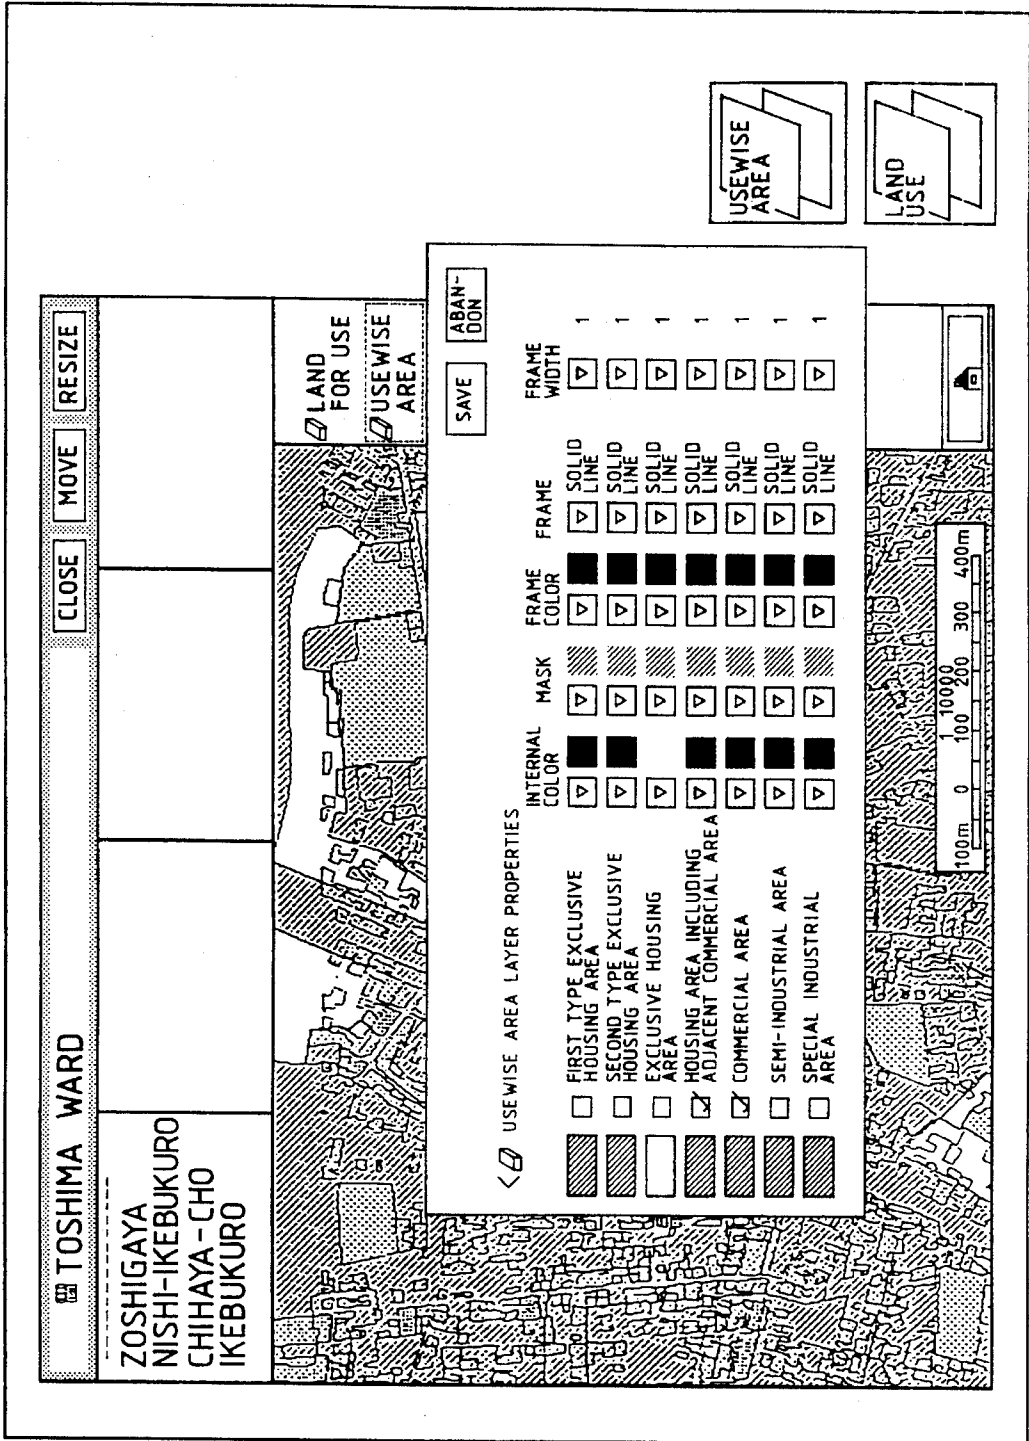 TOSHIMA WARD
CLOSE
MOVE
RESIZE
ZOSHIGAYA
NISHI-IKEBUKURO
CHIHAYA-CHO
IKEBUKURO
LAND
FOR USE
USEWISE
AREA
USEWISE AREA LAYER PROPERTIES
SAVE
ABAN-
DON
INTERNAL
COLOR
MASK
FRAME
COLOR
FRAME
FRAME
WIDTH
FIRST TYPE EXCLUSIVE
HOUSING AREA
SOLID
LINE
1
SECOND TYPE EXCLUSIVE
HOUSING AREA
SOLID
LINE
1
EXCLUSIVE HOUSING
AREA
SOLID
LINE
1
HOUSING AREA INCLUDING
ADJACENT COMMERCIAL AREA
SOLID
LINE
1
COMMERCIAL AREA
SOLID
LINE
1
SEMI-INDUSTRIAL AREA
SOLID
LINE
1
SPECIAL INDUSTRIAL
AREA
SOLID
LINE
1
1 10000
100m 0 100 200 300 400m
USEWISE
AREA
LAND
USE